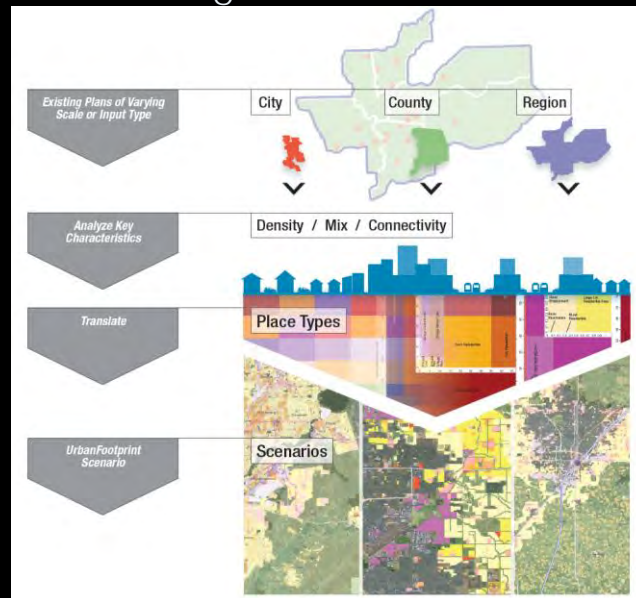 Existing Plans of Varying
Scale or Input Type
City
County
Region
Analyze Key
Characteristics
Density / Mix / Connectivity
Translate
Place Types
UrbanFootprint
Scenario
Scenarios